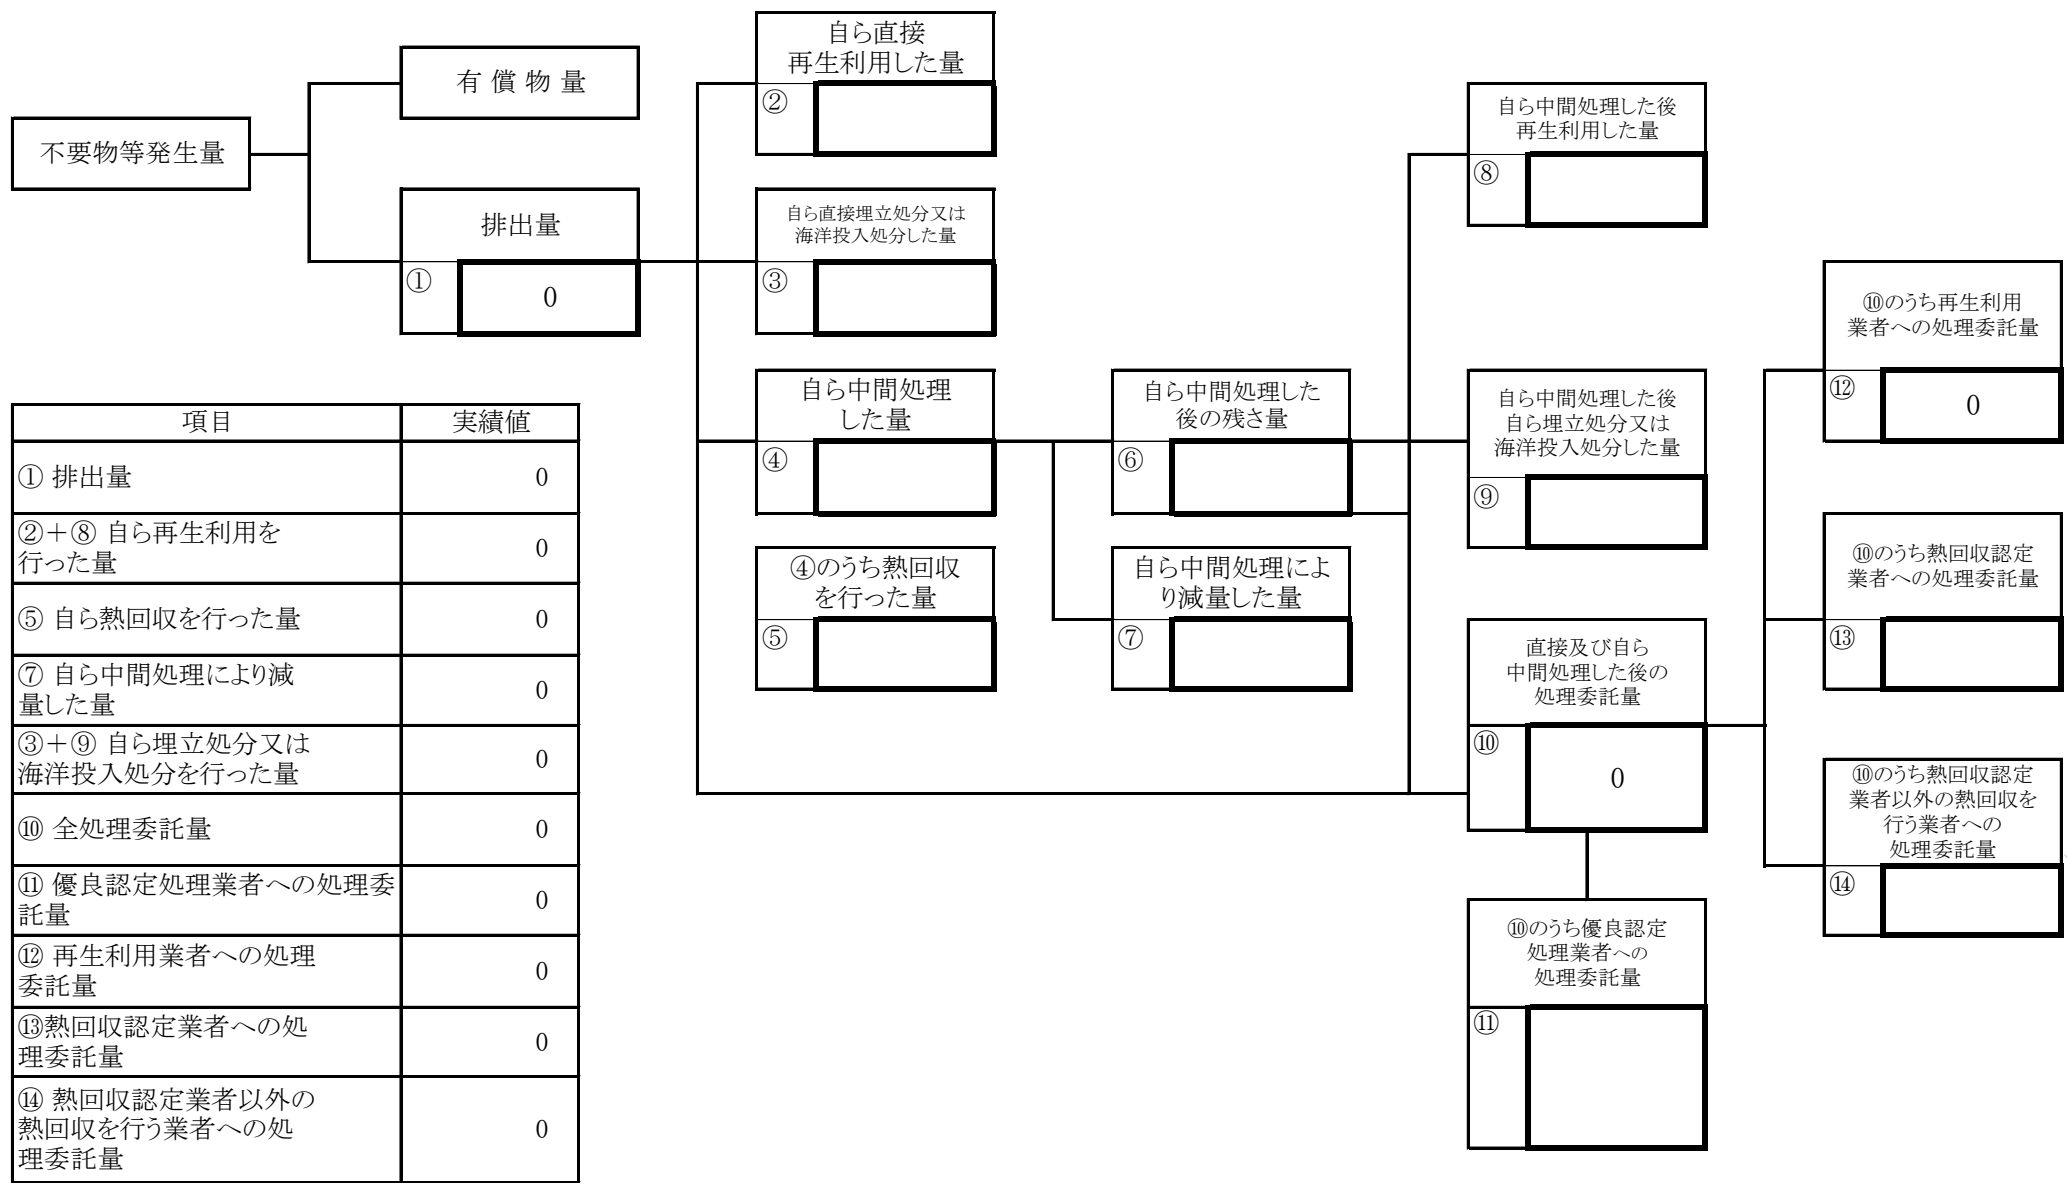 不要物等発生量
有償物量
排出量
①
0
自ら直接
再生利用した量
②
自ら直接埋立処分又は
海洋投入処分した量
③
自ら中間処理
した量
④
④のうち熱回収
を行った量
⑤
自ら中間処理した
後の残さ量
⑥
自ら中間処理によ
り減量した量
⑦
自ら中間処理した後
再生利用した量
⑧
自ら中間処理した後
自ら埋立処分又は
海洋投入処分した量
⑨
直接及び自ら
中間処理した後の
処理委託量
⑩
0
⑩のうち優良認定
処理業者への
処理委託量
⑪
⑩のうち再生利用
業者への処理委託量
⑫
0
⑩のうち熱回収認定
業者への処理委託量
⑬
⑩のうち熱回収認定
業者以外の熱回収を
行う業者への
処理委託量
⑭
項目 実績値
① 排出量 0
②+⑧ 自ら再生利用を
行った量 0
⑤ 自ら熱回収を行った量 0
⑦ 自ら中間処理により減
量した量 0
③+⑨ 自ら埋立処分又は
海洋投入処分を行った量 0
⑩ 全処理委託量 0
⑪ 優良認定処理業者への処理委
託量 0
⑫ 再生利用業者への処理
委託量 0
⑬熱回収認定業者への処
理委託量 0
⑭ 熱回収認定業者以外の
熱回収を行う業者への処
理委託量 0